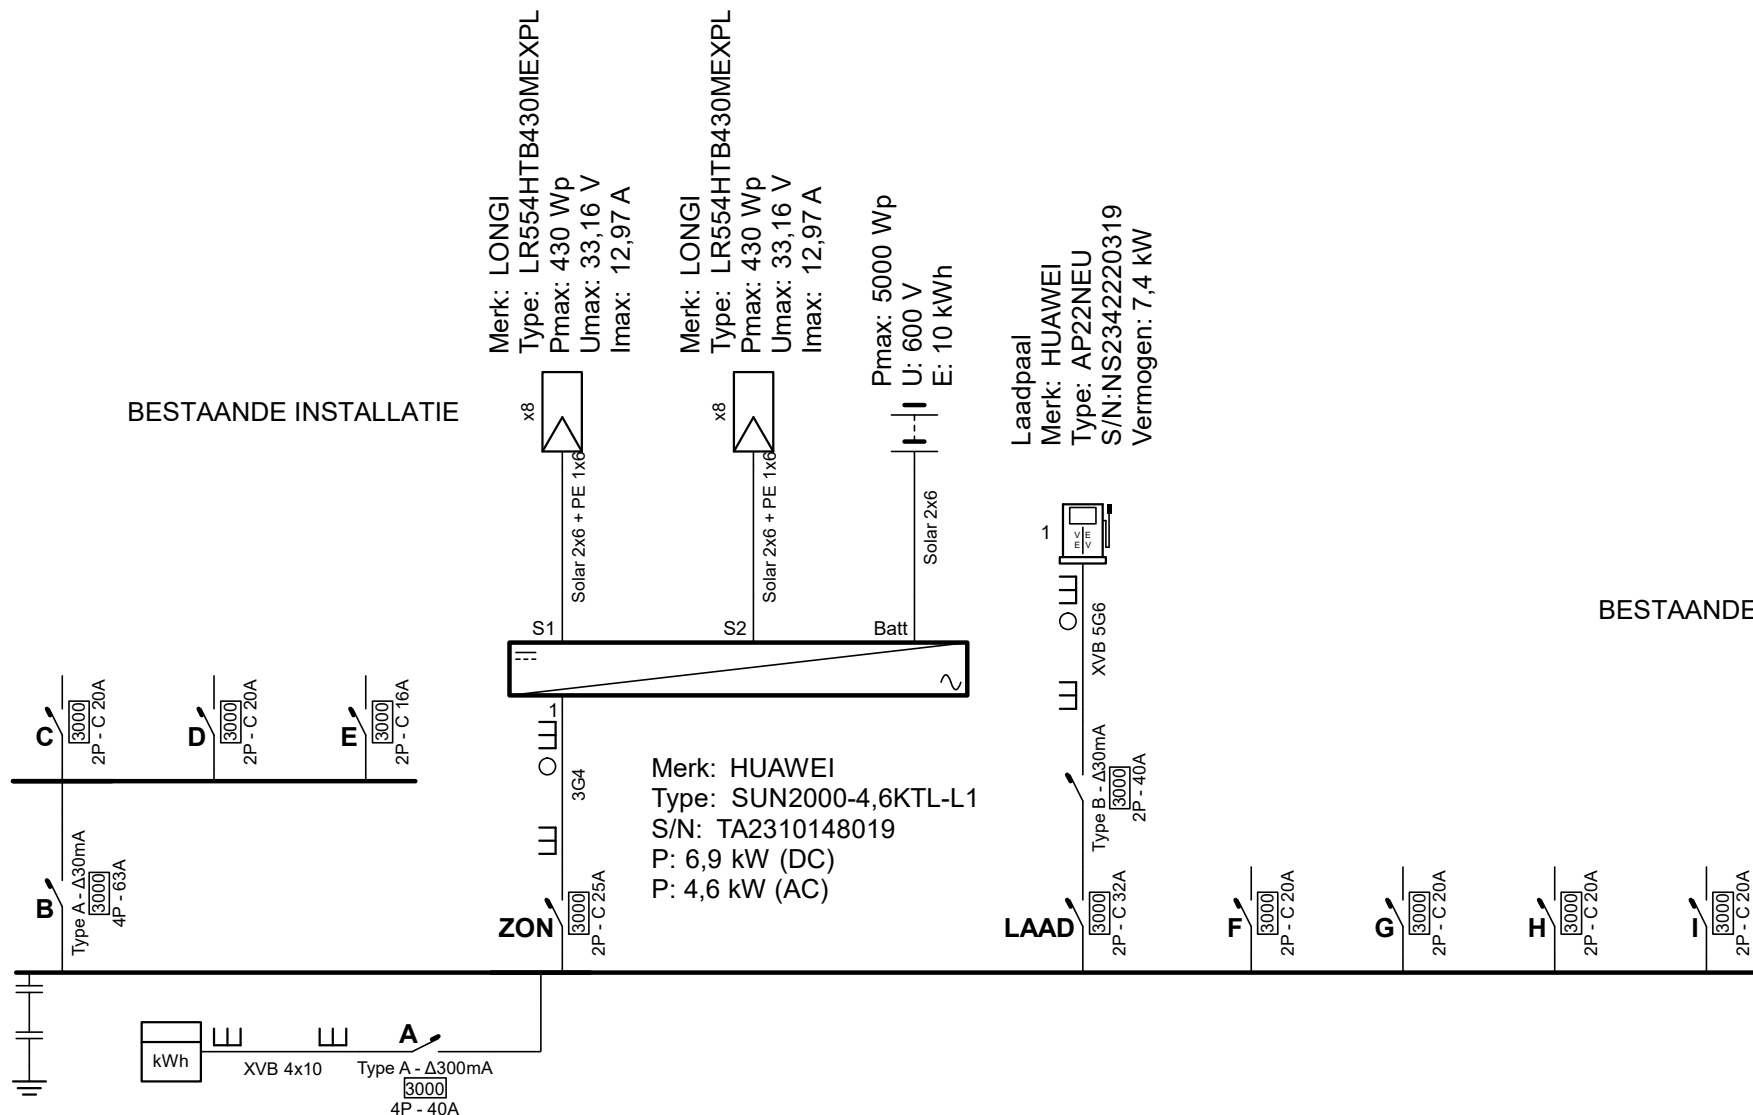 Merk: LONGI
Type: LR554HTB430MEXPL
Pmax: 430 Wp
Umax: 33,16 V
Imax: 12,97 A
Merk: LONGI
Type: LR554HTB430MEXPL
Pmax: 430 Wp
Umax: 33,16 V
Imax: 12,97 A
Pmax: 5000 Wp
U: 600 V
E: 10 kWh
Laadpaal
Merk: HUAWEI
Type: AP22NEU
S/N:NS2342220319
Vermogen: 7,4 kW
BESTAANDE INSTALLATIE
x8
x8
Solar 2x6 + PE 1x6
Solar 2x6 + PE 1x6
Solar 2x6
1
V E
E V
XVB 5G6
BESTAANDE
S1
S2
Batt
C
3000
2P - C 20A
D
3000
2P - C 20A
E
3000
2P - C 16A
1
3G4
Merk: HUAWEI
Type: SUN2000-4,6KTL-L1
S/N: TA2310148019
P: 6,9 kW (DC)
P: 4,6 kW (AC)
Type B - Δ30mA
3000
2P - 40A
B
Type A - Δ30mA
3000
4P - 63A
ZON
3000
2P - C 25A
LAAD
3000
2P - C 32A
F
3000
2P - C 20A
G
3000
2P - C 20A
H
3000
2P - C 20A
I
3000
2P - C 20A
kWh
XVB 4x10
A
Type A - Δ300mA
3000
4P - 40A